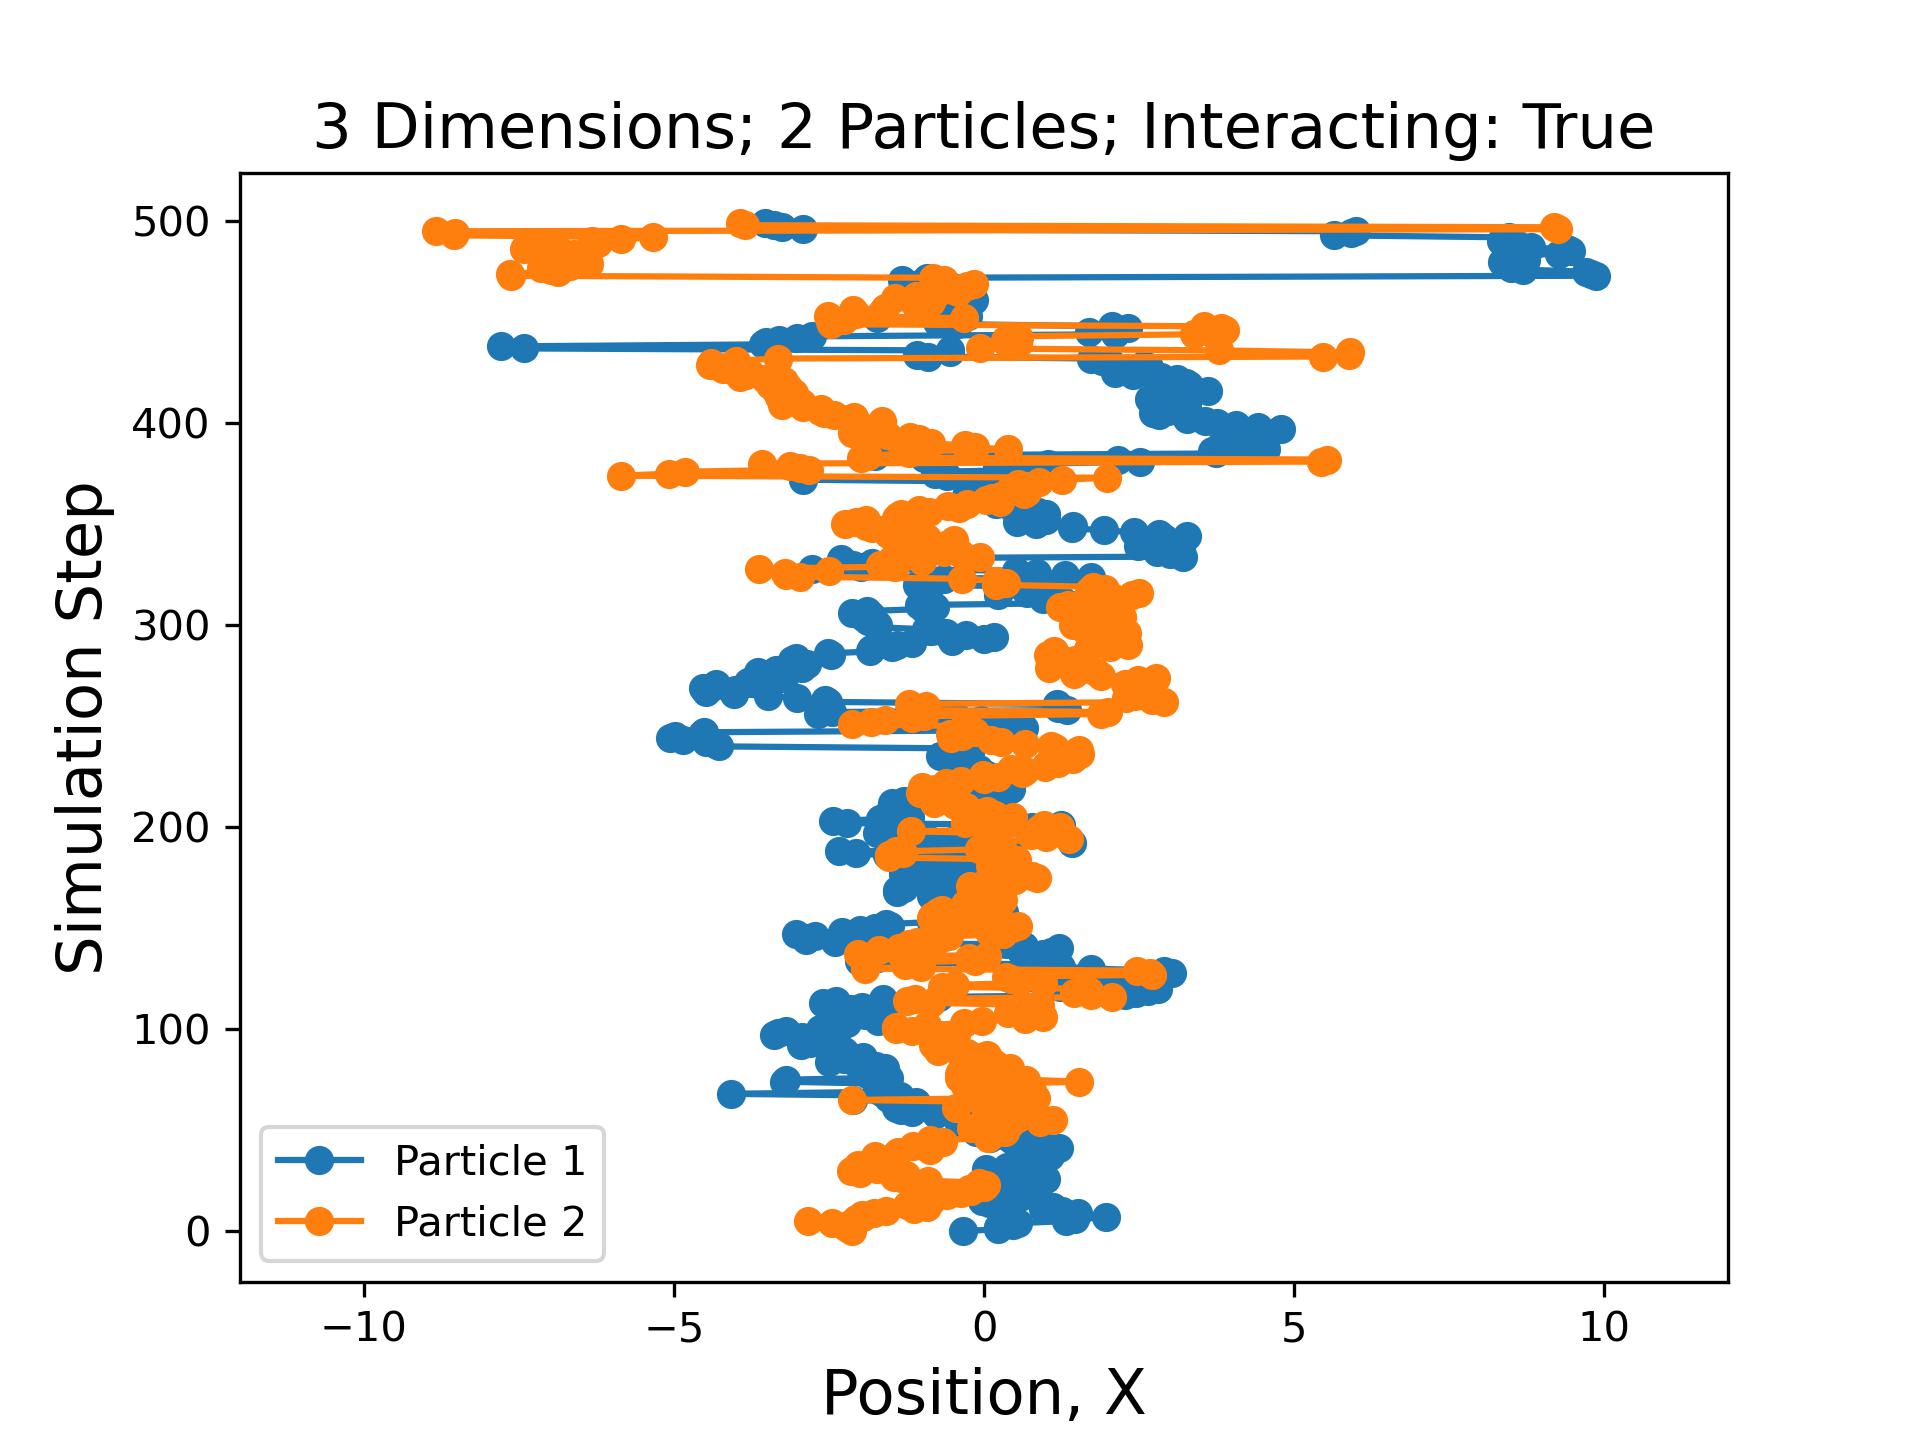 3 Dimensions; 2 Particles; Interacting: True
Simulation Step
500
400
300
200
100
0
Particle 1
Particle 2
−10
−5
0
5
10
Position, X